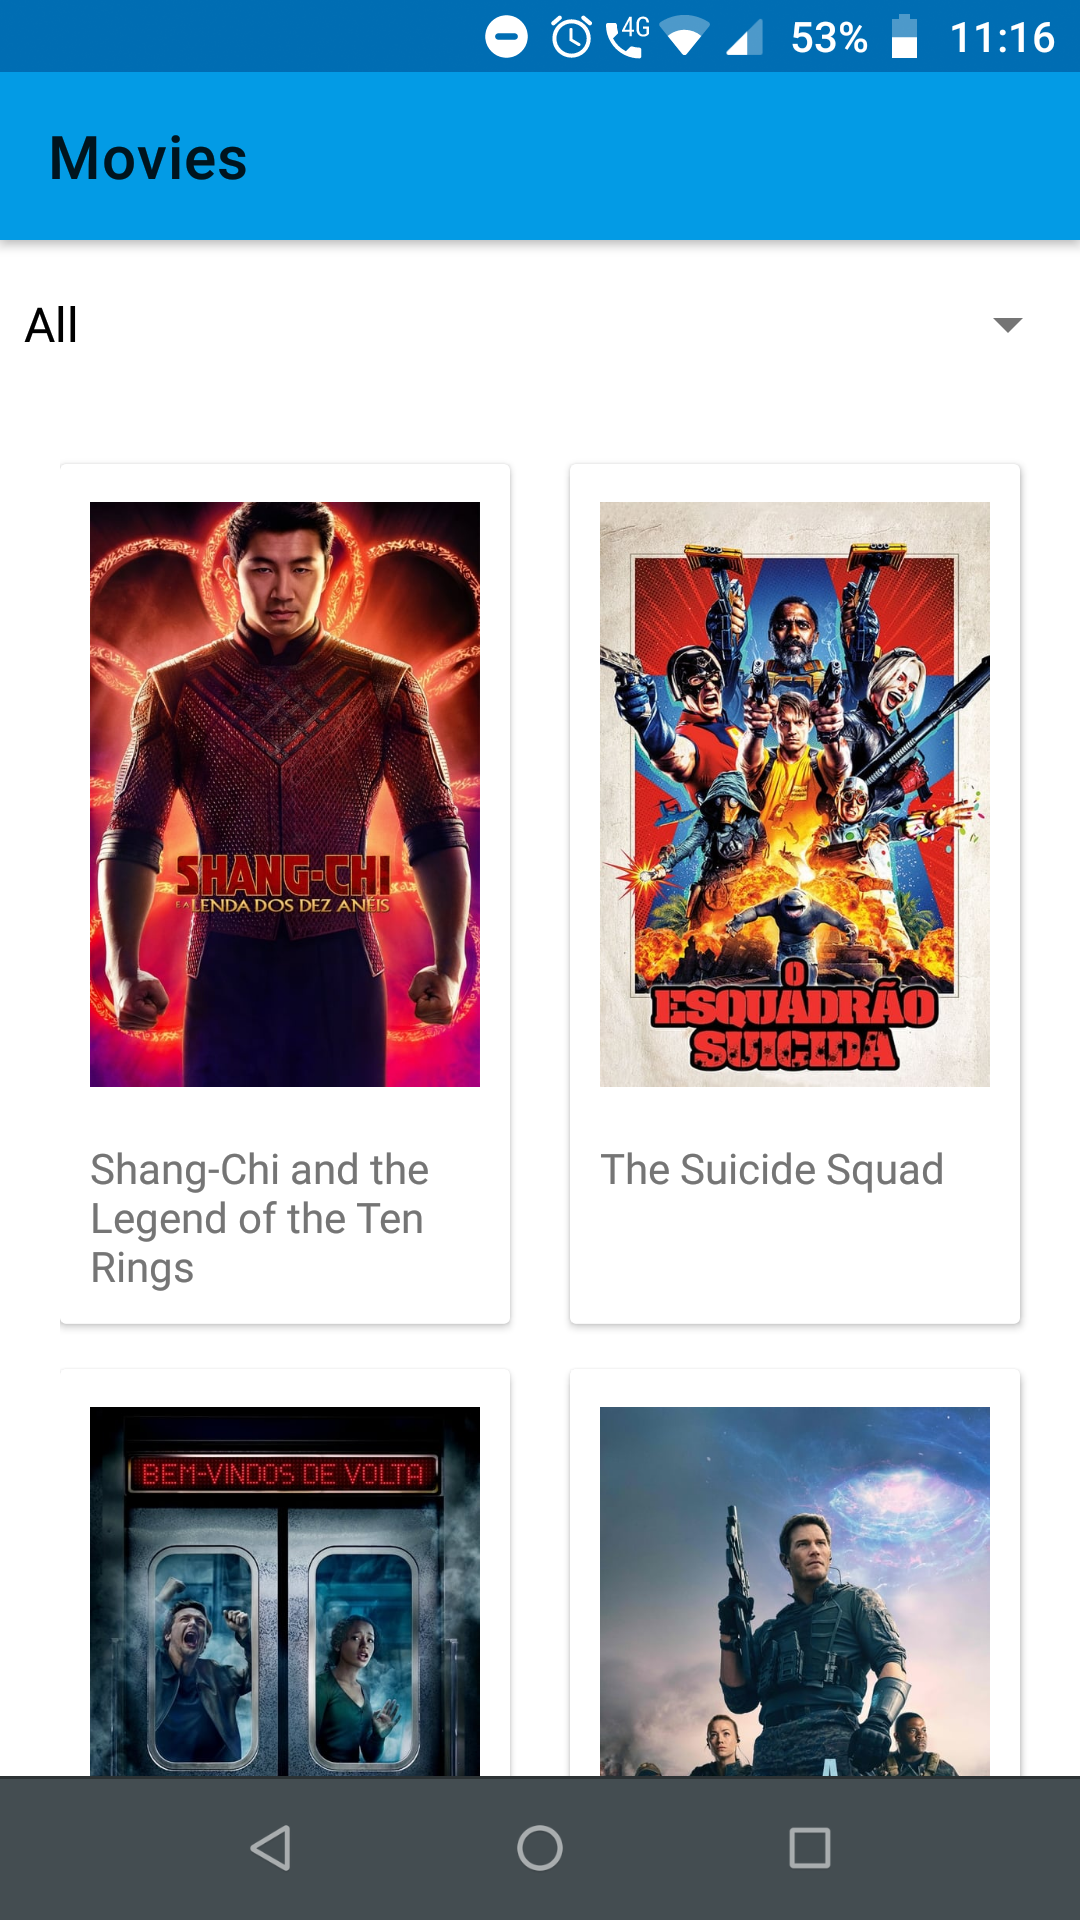 4G
53%
11:16
Movies
All
SHANG-CHI
E A LENDA DOS DEZ ANÉIS
O
ESQUADRÃO
SUICIDA
Shang-Chi and the
Legend of the Ten
Rings
The Suicide Squad
BEM-VINDOS DE VOLTA
A